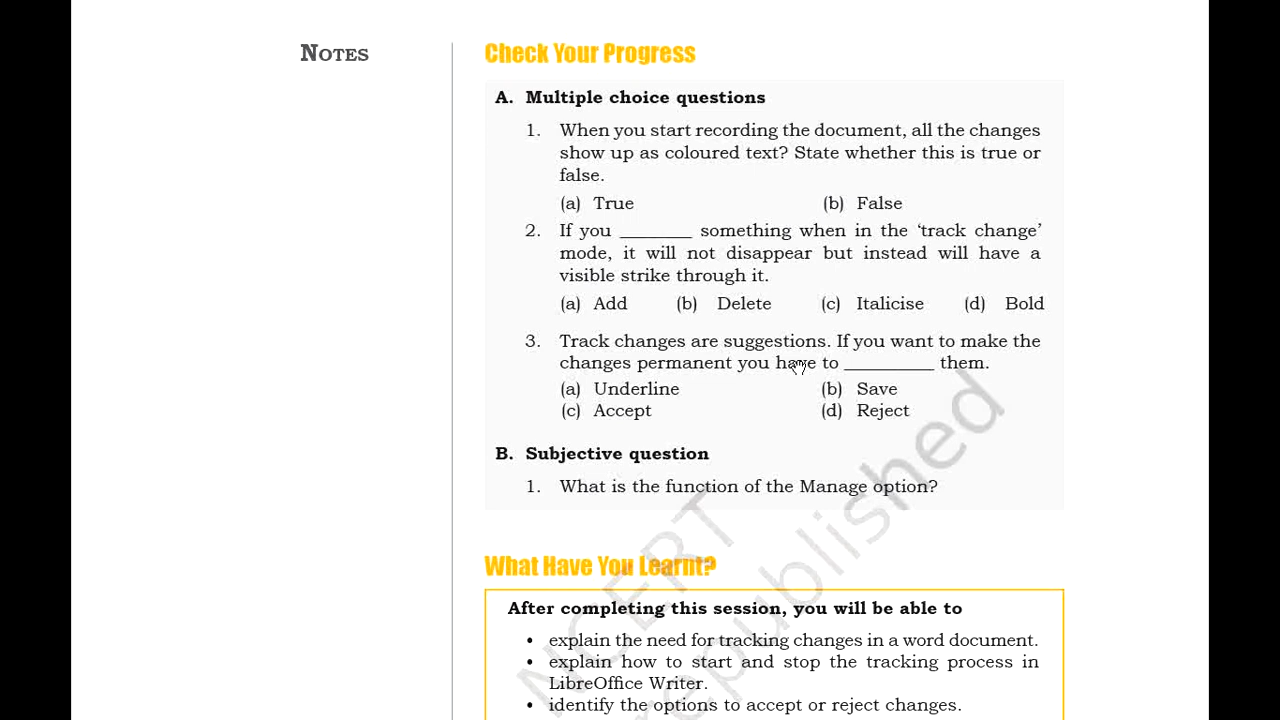 NOTES
Check Your Progress
A. Multiple choice questions
1. When you start recording the document, all the changes
show up as coloured text? State whether this is true or
false.
(a) True (b) False
2. If you ________ something when in the ‘track change’
mode, it will not disappear but instead will have a
visible strike through it.
(a) Add (b) Delete (c) Italicise (d) Bold
3. Track changes are suggestions. If you want to make the
changes permanent you have to __________ them.
(a) Underline (b) Save
(c) Accept (d) Reject
B. Subjective question
1. What is the function of the Manage option?
What Have You Learnt?
After completing this session, you will be able to
• explain the need for tracking changes in a word document.
• explain how to start and stop the tracking process in
LibreOffice Writer.
• identify the options to accept or reject changes.
NCERT
republished